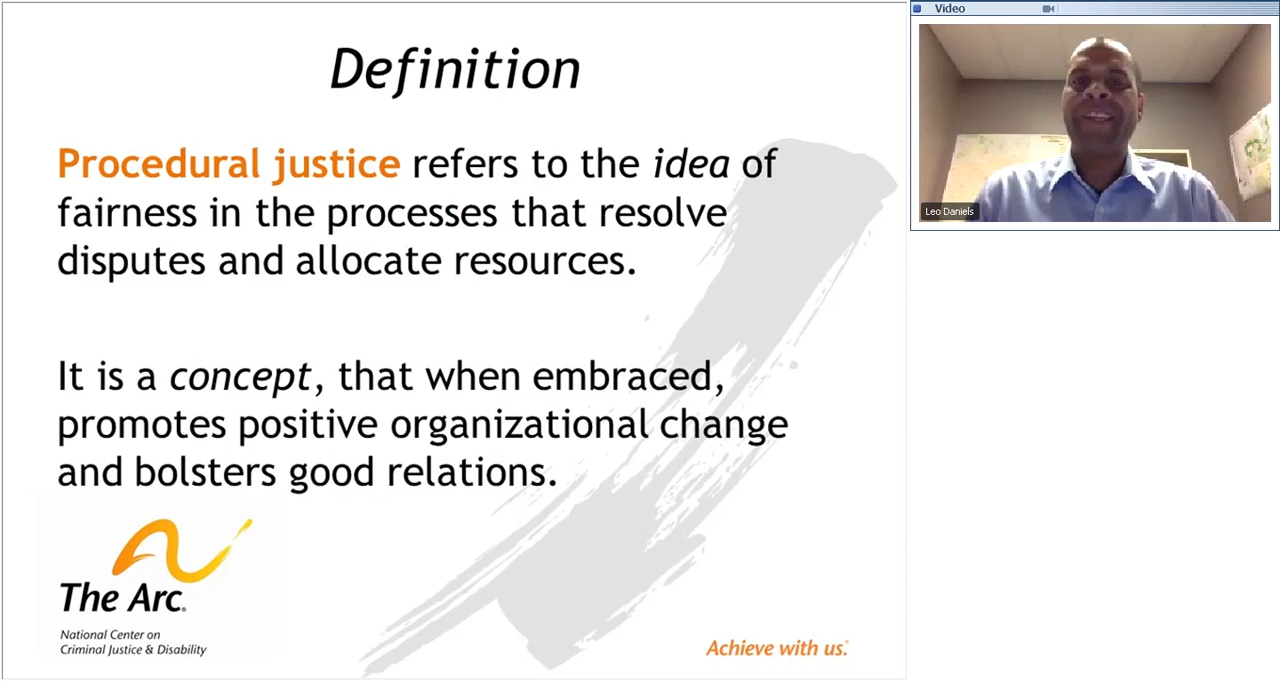 Definition
Procedural justice refers to the idea of
fairness in the processes that resolve
disputes and allocate resources.
It is a concept, that when embraced,
promotes positive organizational change
and bolsters good relations.
The Arc®
National Center on
Criminal Justice & Disability
Achieve with us.®
Video
Leo Daniels